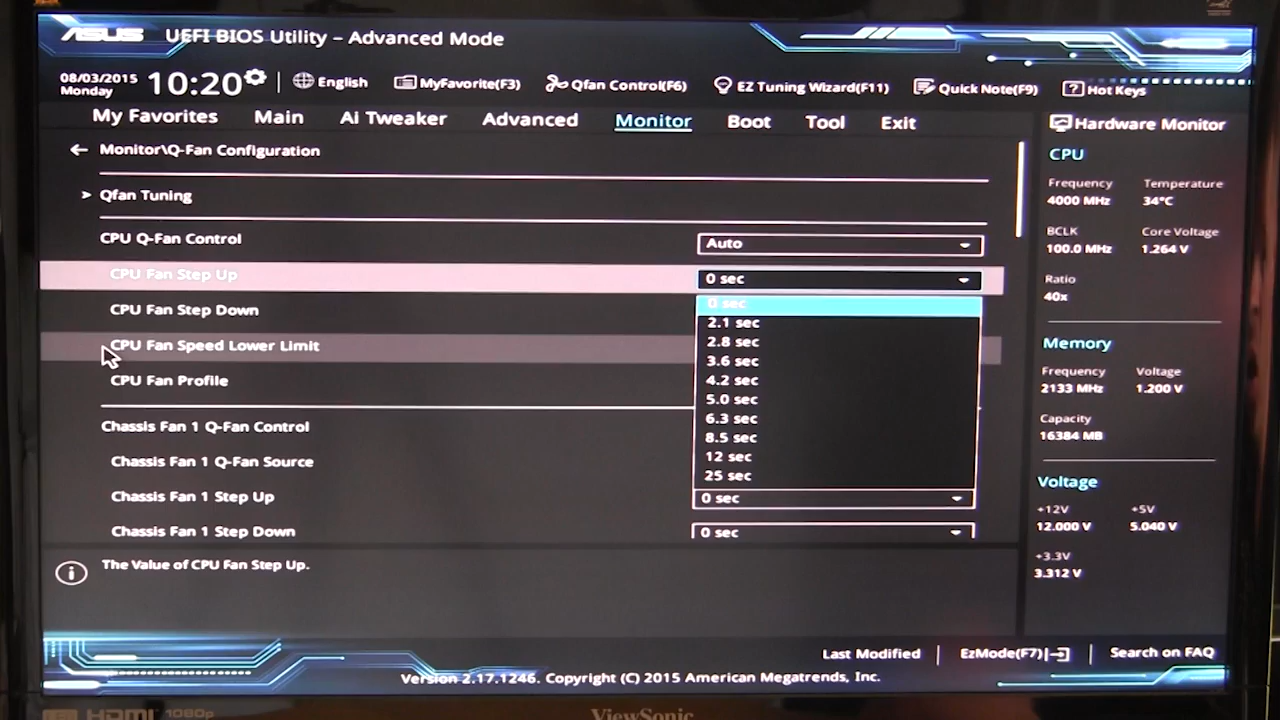 ASUS UEFI BIOS Utility – Advanced Mode
08/03/2015
Monday
10:20
English
MyFavorite(F3)
Qfan Control(F6)
EZ Tuning Wizard(F11)
Quick Note(F9)
? Hot Keys
My Favorites Main Ai Tweaker Advanced Monitor Boot Tool Exit
Hardware Monitor
← Monitor\Q-Fan Configuration
> Qfan Tuning
CPU Q-Fan Control Auto
CPU Fan Step Up 0 sec
0 sec
CPU Fan Step Down
2.1 sec
2.8 sec
CPU Fan Speed Lower Limit
3.6 sec
CPU Fan Profile
4.2 sec
5.0 sec
6.3 sec
Chassis Fan 1 Q-Fan Control
8.5 sec
12 sec
Chassis Fan 1 Q-Fan Source
25 sec
Chassis Fan 1 Step Up 0 sec
Chassis Fan 1 Step Down 0 sec
The Value of CPU Fan Step Up.
CPU
Frequency Temperature
4000 MHz 34°C
BCLK Core Voltage
100.0 MHz 1.264 V
Ratio
40x
Memory
Frequency Voltage
2133 MHz 1.200 V
Capacity
16384 MB
Voltage
+12V +5V
12.000 V 5.040 V
+3.3V
3.312 V
Last Modified
EzMode(F7)
Search on FAQ
Version 2.17.1246. Copyright (C) 2015 American Megatrends, Inc.
HDMI 1080p
ViewSonic